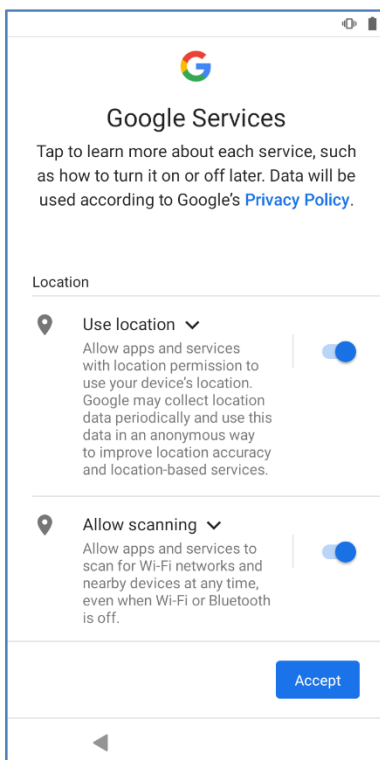 Google Services
Tap to learn more about each service, such
as how to turn it on or off later. Data will be
used according to Google’s Privacy Policy.
Location
Use location
Allow apps and services
with location permission to
use your device’s location.
Google may collect location
data periodically and use this
data in an anonymous way
to improve location accuracy
and location-based services.
Allow scanning
Allow apps and services to
scan for Wi-Fi networks and
nearby devices at any time,
even when Wi-Fi or Bluetooth
is off.
Accept